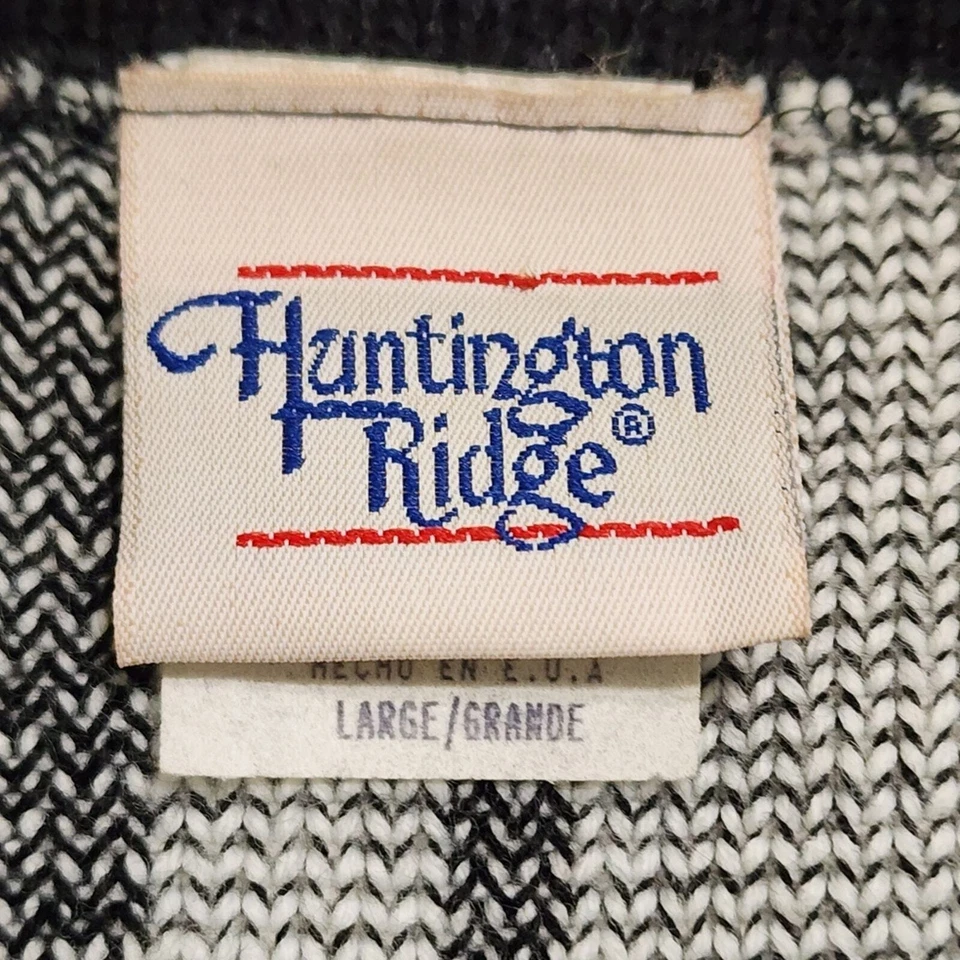 Huntington
Ridge®
HECHO EN E.U.A
LARGE/GRANDE